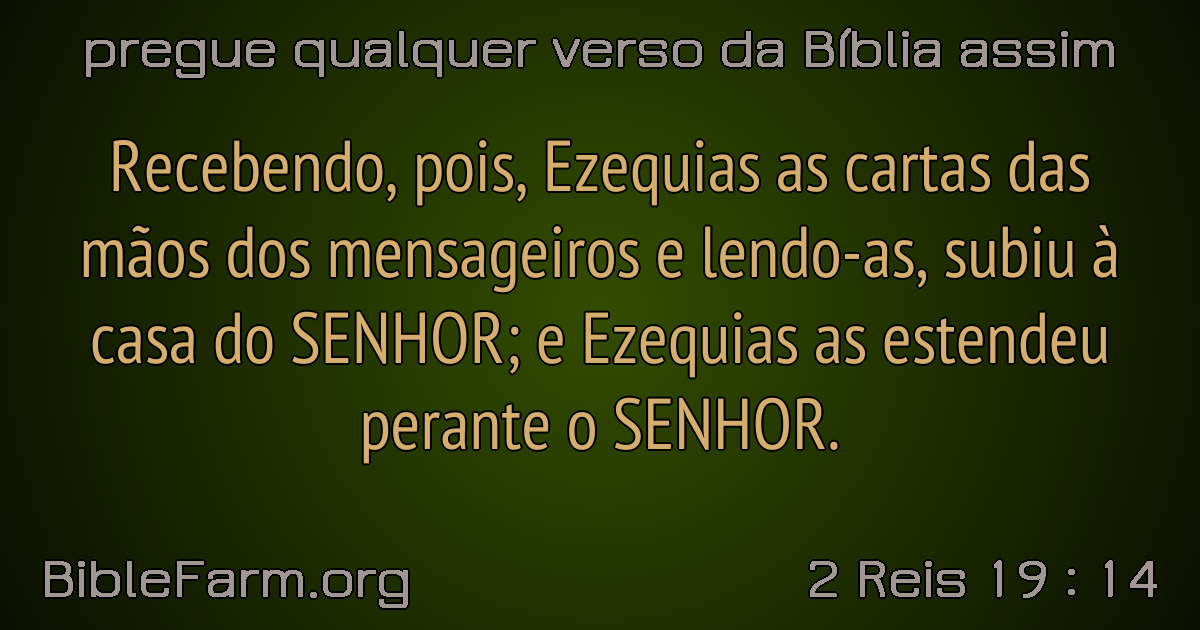 pregue qualquer verso da Bíblia assim
Recebendo, pois, Ezequias as cartas das
mãos dos mensageiros e lendo-as, subiu à
casa do SENHOR; e Ezequias as estendeu
perante o SENHOR.
BibleFarm.org
2 Reis 19 : 14